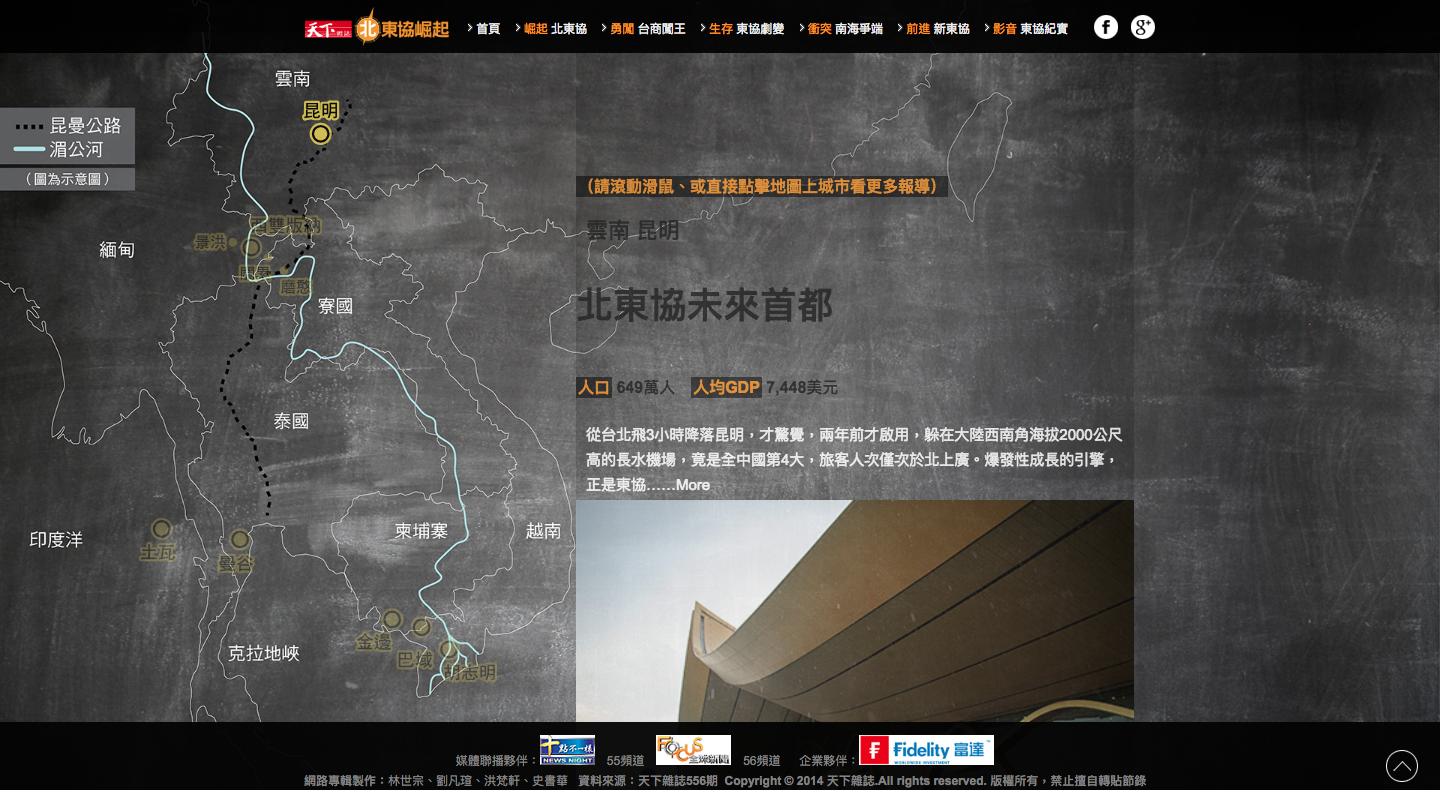 天下雜誌 北東協崛起
首頁
崛起 北東協
勇闖 台商闖王
生存 東協劇變
衝突 南海爭端
前進 新東協
影音 東協紀實
f
g+
雲南
昆明
昆曼公路
湄公河
（圖為示意圖）
西雙版納
景洪
緬甸
磨憨
寮國
泰國
印度洋
土瓦
曼谷
柬埔寨
越南
金邊
巴域
胡志明
克拉地峽
（請滾動滑鼠、或直接點擊地圖上城市看更多報導）
雲南 昆明
北東協未來首都
人口 649萬人 人均GDP 7,448美元
從台北飛3小時降落昆明，才驚覺，兩年前才啟用，躲在大陸西南角海拔2000公尺
高的長水機場，竟是全中國第4大，旅客人次僅次於北上廣。爆發性成長的引擎，
正是東協……More
媒體聯播夥伴： 十點不一樣 NEWS NIGHT 55頻道 FOCUS 全球新聞 56頻道 企業夥伴： Fidelity 富達 WORLDWIDE INVESTMENT
網路專輯製作：林世宗、劉凡瑄、洪梵軒、史書華 資料來源：天下雜誌556期 Copyright © 2014 天下雜誌.All rights reserved. 版權所有，禁止擅自轉貼節錄